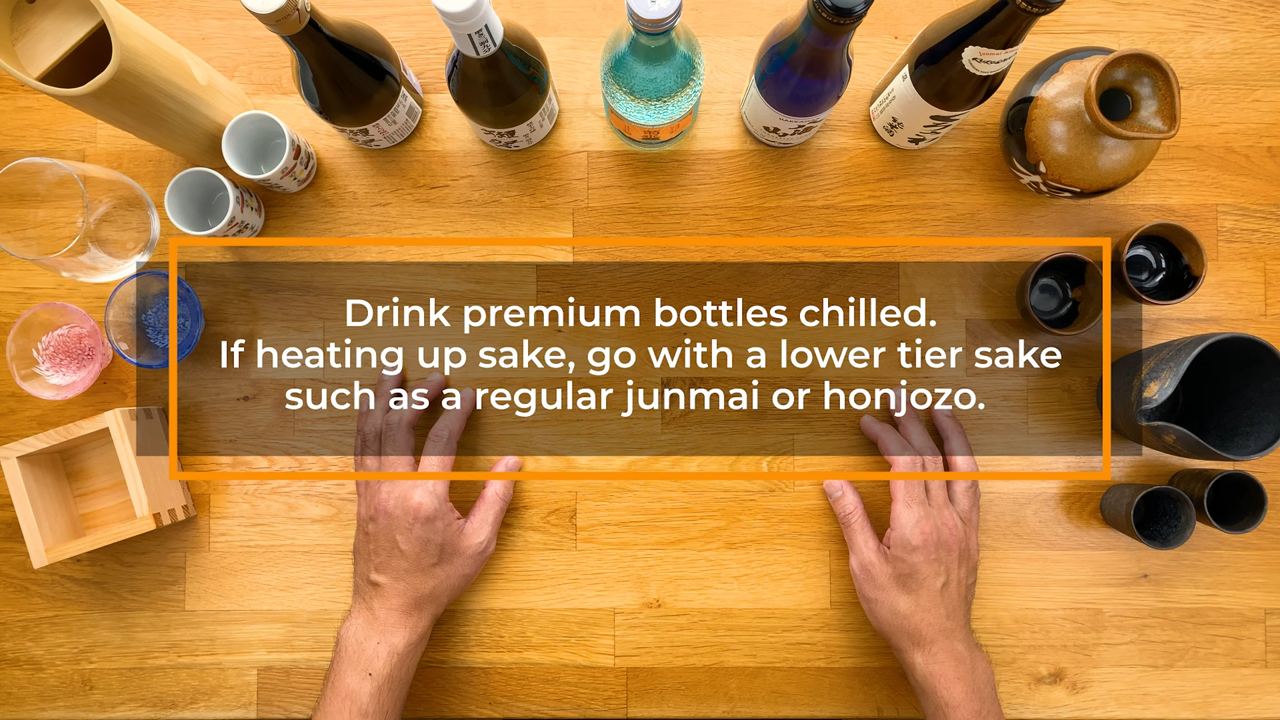 Drink premium bottles chilled.
If heating up sake, go with a lower tier sake
such as a regular junmai or honjozo.